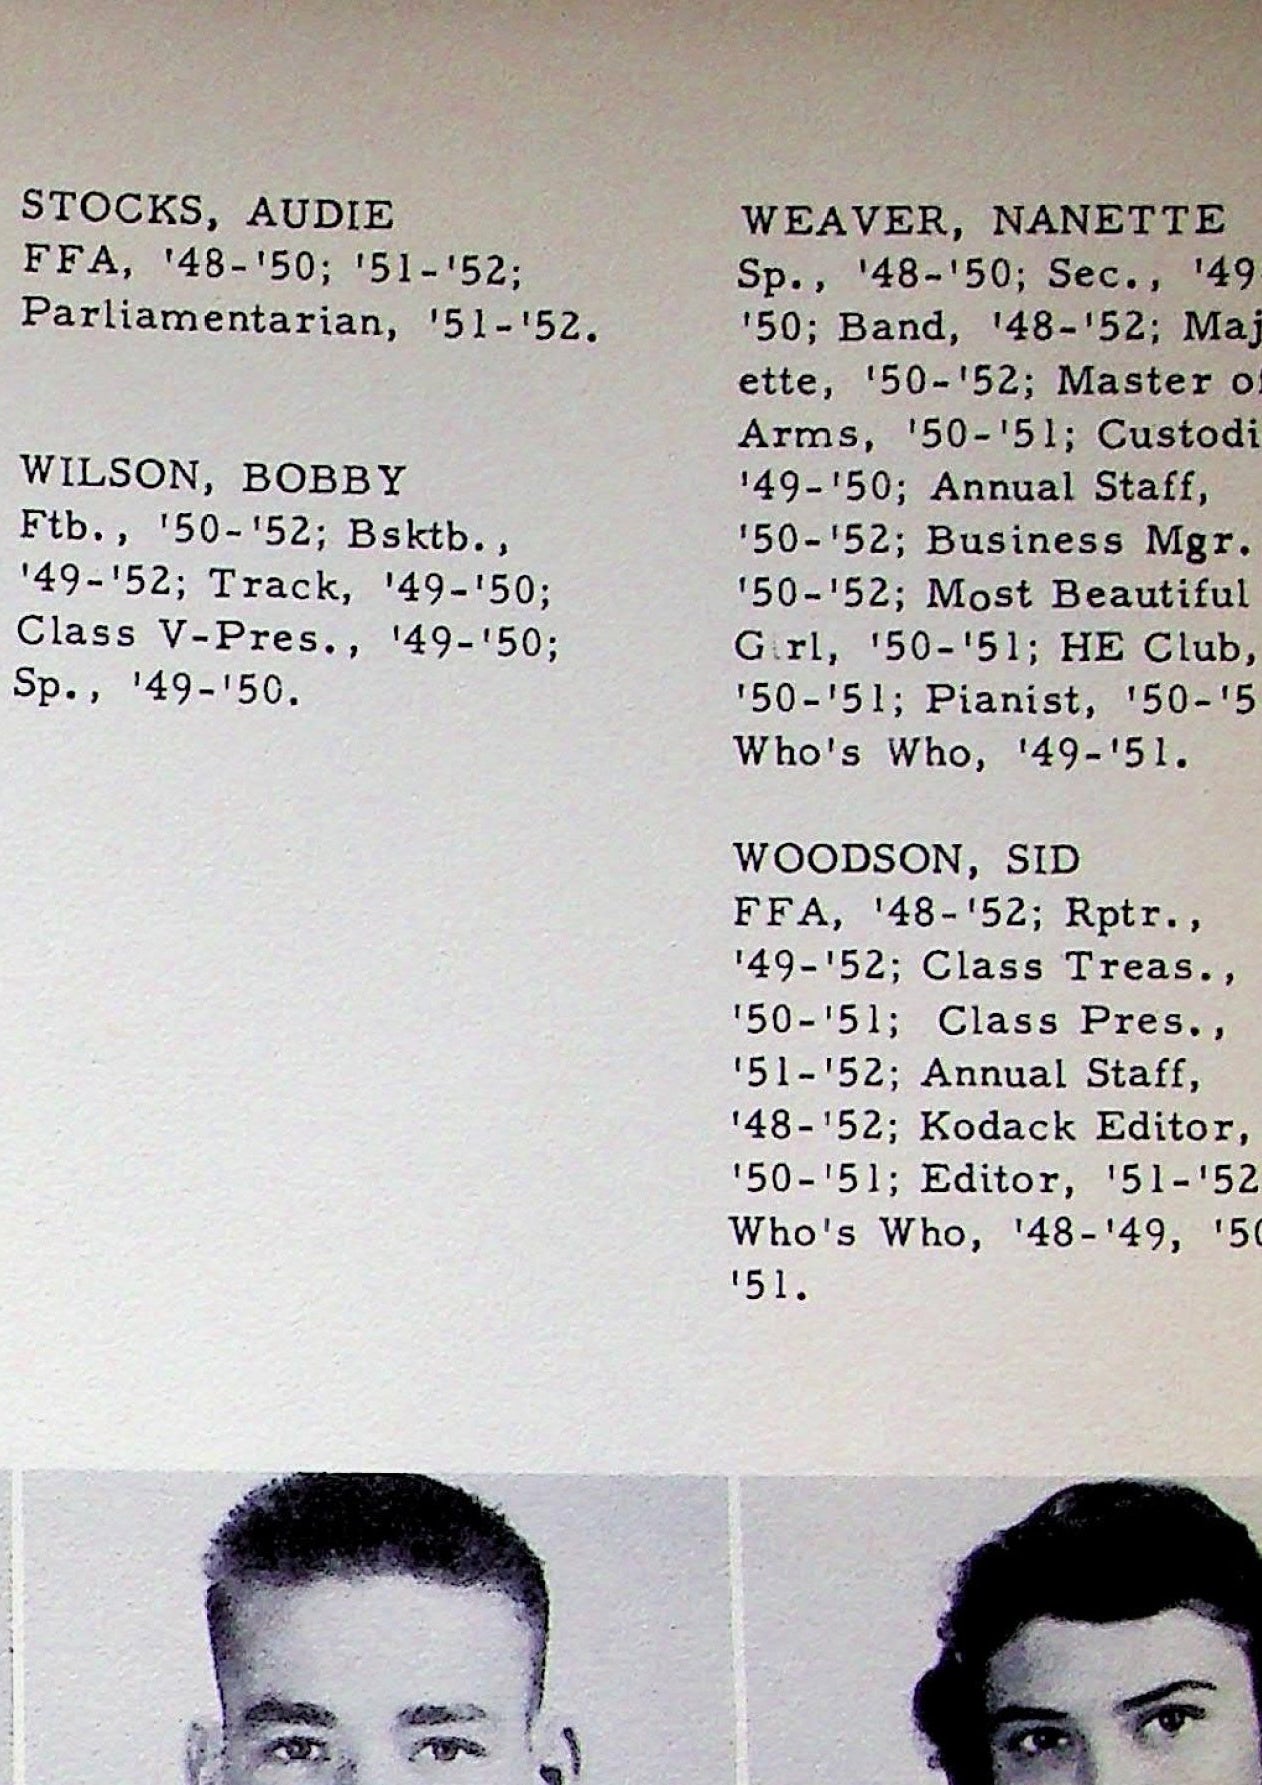 STOCKS, AUDIE
FFA, '48-'50; '51-'52;
Parliamentarian, '51-'52.
WILSON, BOBBY
Ftb., '50-'52; Bsktb.,
'49-'52; Track, '49-'50;
Class V-Pres., '49-'50;
Sp., '49-'50.
WEAVER, NANETTE
Sp., '48-'50; Sec., '49
'50; Band, '48-'52; Maj
ette, '50-'52; Master of
Arms, '50-'51; Custodi
'49-'50; Annual Staff,
'50-'52; Business Mgr.
'50-'52; Most Beautiful
Girl, '50-'51; HE Club,
'50-'51; Pianist, '50-'5
Who's Who, '49-'51.
WOODSON, SID
FFA, '48-'52; Rptr.,
'49-'52; Class Treas.,
'50-'51; Class Pres.,
'51-'52; Annual Staff,
'48-'52; Kodack Editor,
'50-'51; Editor, '51-'52
Who's Who, '48-'49, '50
'51.